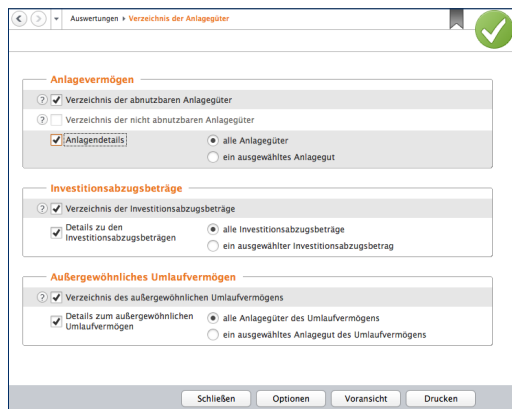 Auswertungen ▸ Verzeichnis der Anlagegüter
Anlagevermögen
? Verzeichnis der abnutzbaren Anlagegüter
? Verzeichnis der nicht abnutzbaren Anlagegüter
Anlagendetails
alle Anlagegüter
ein ausgewähltes Anlagegut
Investitionsabzugsbeträge
? Verzeichnis der Investitionsabzugsbeträge
Details zu den
Investitionsabzugsbeträgen
alle Investitionsabzugsbeträge
ein ausgewählter Investitionsabzugsbetrag
Außergewöhnliches Umlaufvermögen
? Verzeichnis des außergewöhnlichen Umlaufvermögens
Details zum außergewöhnlichen
Umlaufvermögen
alle Anlagegüter des Umlaufvermögens
ein ausgewähltes Anlagegut des Umlaufvermögens
Schließen Optionen Voransicht Drucken